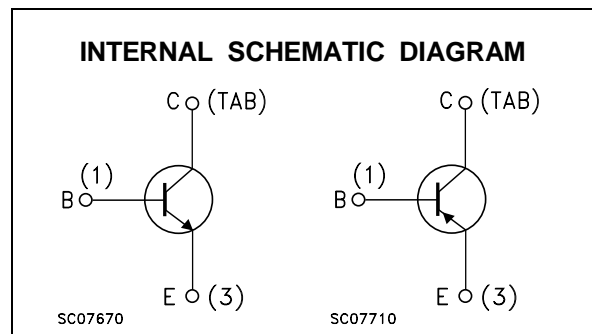 INTERNAL SCHEMATIC DIAGRAM
C (TAB)
(1)
B
E (3)
SC07670
C (TAB)
(1)
B
E (3)
SC07710